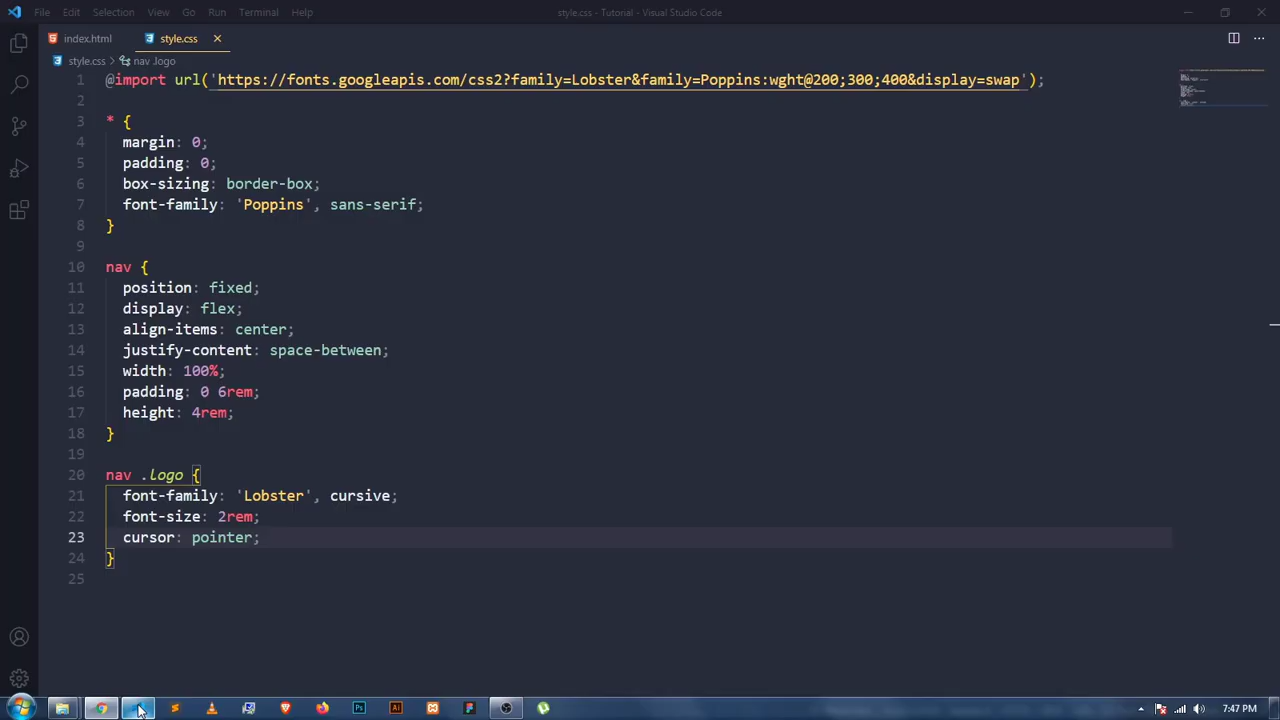 File Edit Selection View Go Run Terminal Help
style.css - Tutorial - Visual Studio Code
index.html
style.css
style.css > nav .logo
1 @import url('https://fonts.googleapis.com/css2?family=Lobster&family=Poppins:wght@200;300;400&display=swap');
2
3 * {
4 margin: 0;
5 padding: 0;
6 box-sizing: border-box;
7 font-family: 'Poppins', sans-serif;
8 }
9
10 nav {
11 position: fixed;
12 display: flex;
13 align-items: center;
14 justify-content: space-between;
15 width: 100%;
16 padding: 0 6rem;
17 height: 4rem;
18 }
19
20 nav .logo {
21 font-family: 'Lobster', cursive;
22 font-size: 2rem;
23 cursor: pointer;
24 }
25
Ps
Ai
7:47 PM